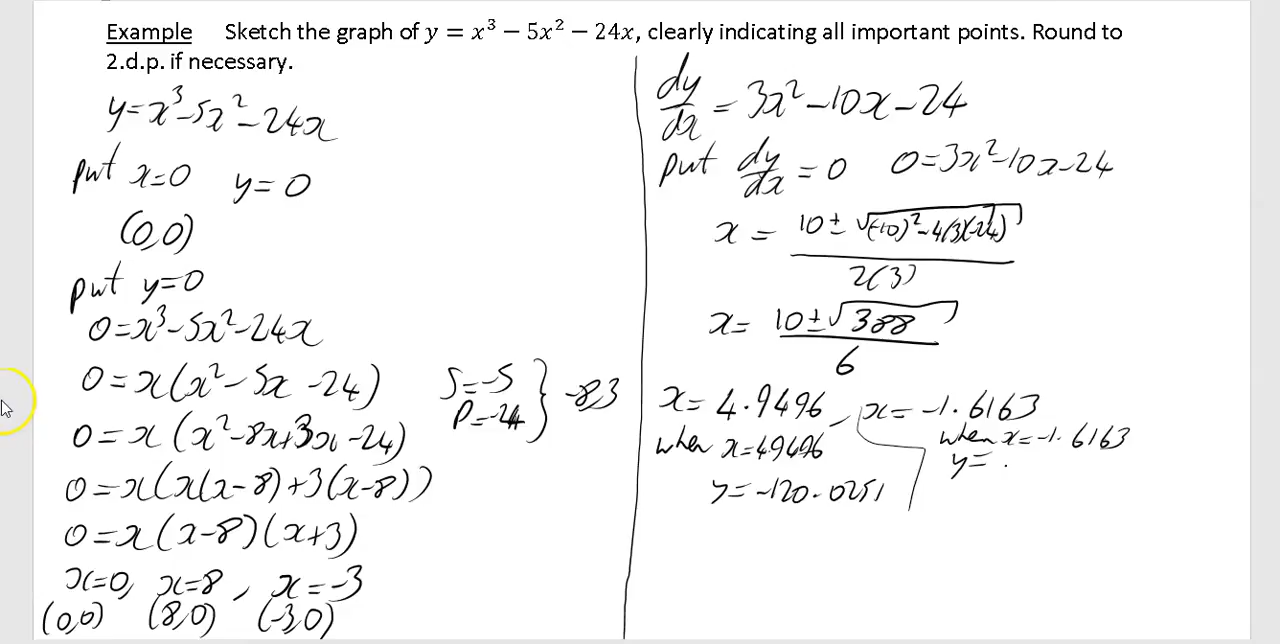 Example Sketch the graph of y = x³ − 5x² − 24x, clearly indicating all important points. Round to
2.d.p. if necessary.
y=x³-5x²-24x
put x=0 y=0
(0,0)
put y=0
0=x³-5x²-24x
0=x(x²-5x-24) S=-5 P=-24 } -8,3
0=x(x²-8x+3x-24)
0=x(x(x-8)+3(x-8))
0=x(x-8)(x+3)
x=0, x=8, x=-3
(0,0) (8,0) (-3,0)
dy/dx = 3x²-10x-24
put dy/dx = 0 0=3x²-10x-24
x = 10±√(-10)²-4(3)(-24) / 2(3)
x= 10±√388 / 6
x=4.9496, x=-1.6163
when x=4.9496 when x=-1.6163
y=-120.0251 y= .